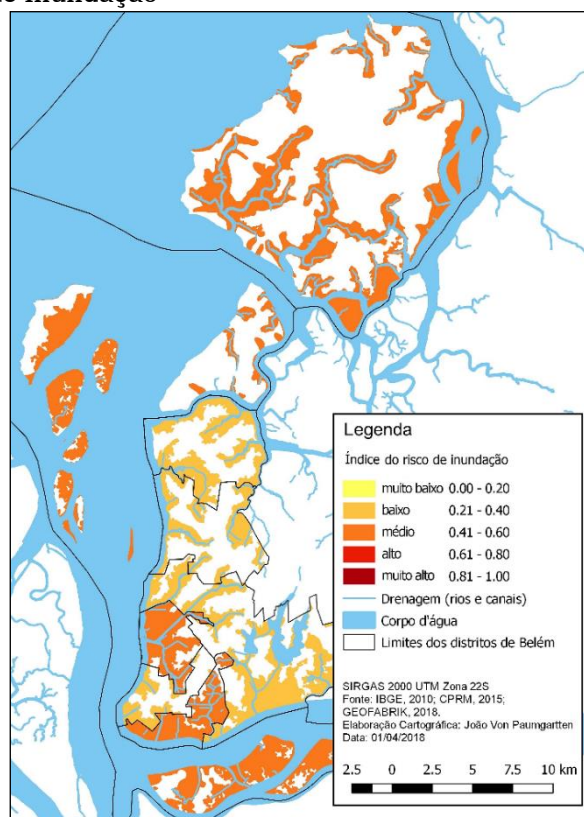 de inundação
Legenda
Índice do risco de inundação
muito baixo 0.00 - 0.20
baixo 0.21 - 0.40
médio 0.41 - 0.60
alto 0.61 - 0.80
muito alto 0.81 - 1.00
Drenagem (rios e canais)
Corpo d'água
Limites dos distritos de Belém
SIRGAS 2000 UTM Zona 22S
Fonte: IBGE, 2010; CPRM, 2015;
GEOFABRIK, 2018.
Elaboração Cartográfica: João Von Paumgartten
Data: 01/04/2018
2.5 0 2.5 5 7.5 10 km